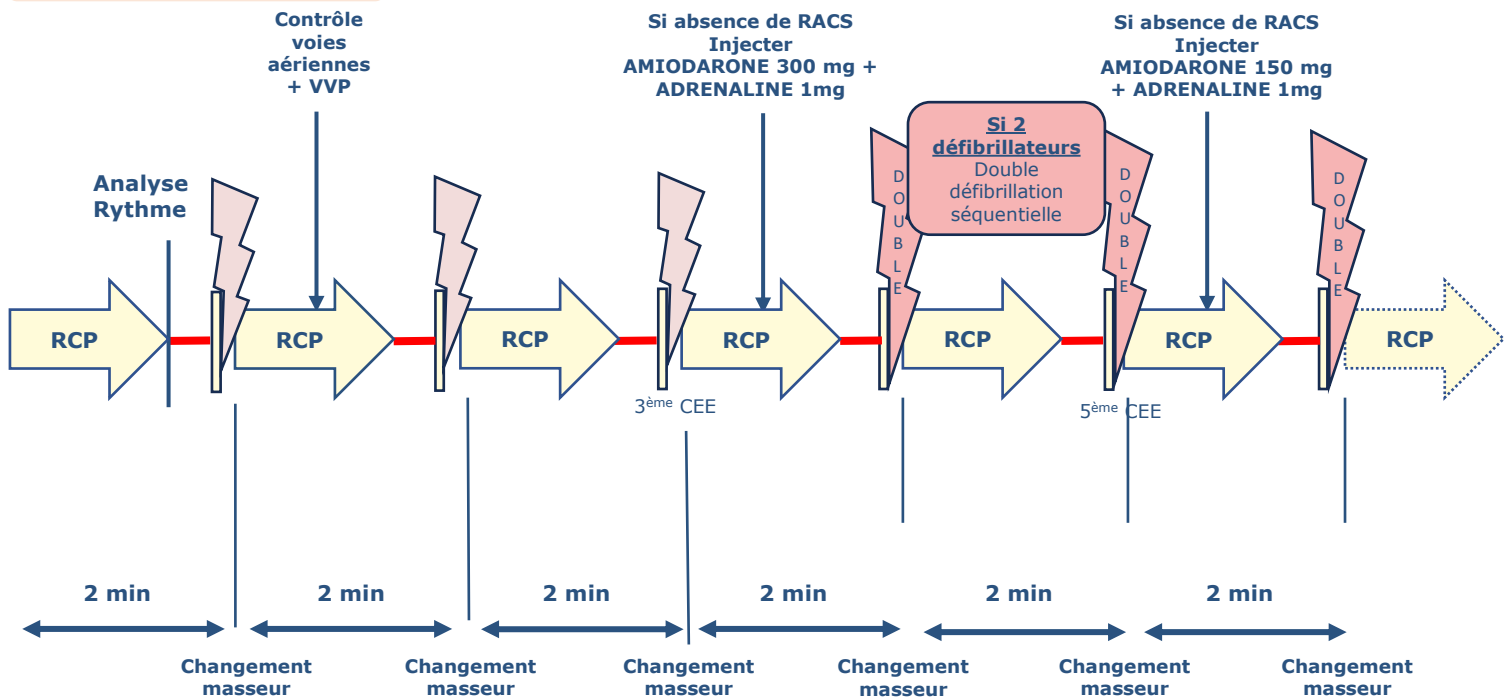 Contrôle
voies
aériennes
+ VVP
Si absence de RACS
Injecter
AMIODARONE 300 mg +
ADRENALINE 1mg
Si absence de RACS
Injecter
AMIODARONE 150 mg
+ ADRENALINE 1mg
Si 2
défibrillateurs
Double
défibrillation
séquentielle
Analyse
Rythme
DOUBLE
DOUBLE
DOUBLE
RCP
RCP
RCP
RCP
RCP
RCP
RCP
3ème CEE
5ème CEE
2 min
2 min
2 min
2 min
2 min
2 min
Changement
masseur
Changement
masseur
Changement
masseur
Changement
masseur
Changement
masseur
Changement
masseur